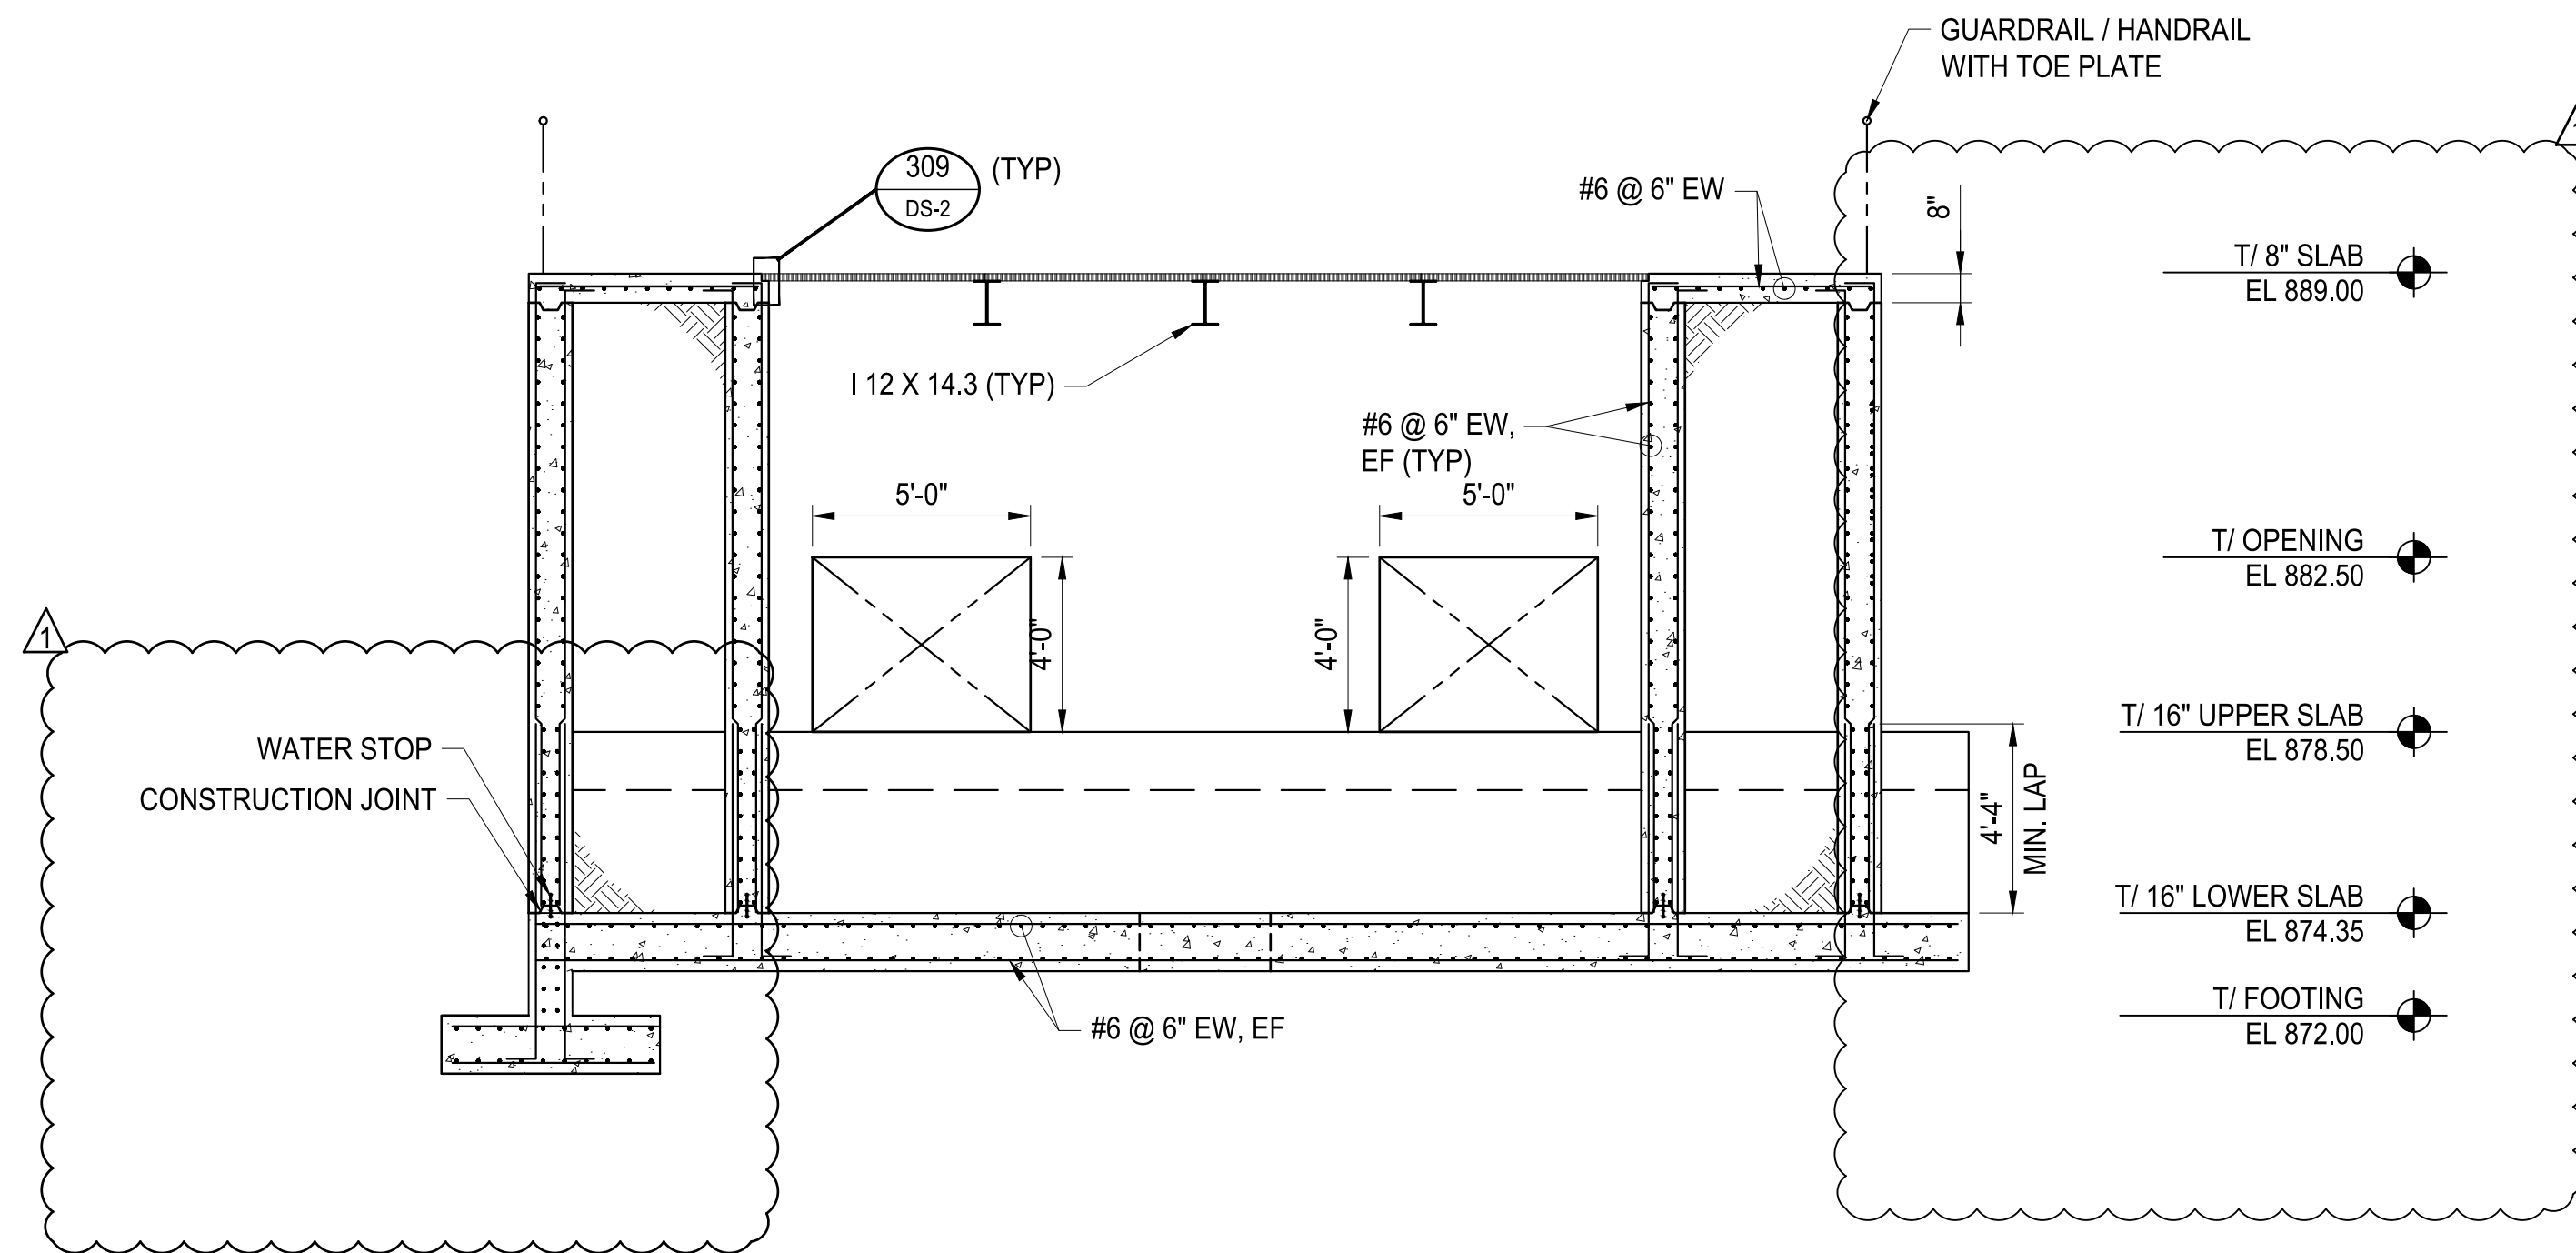 GUARDRAIL / HANDRAIL
WITH TOE PLATE
309
(TYP)
DS-2
#6 @ 6" EW
8"
T/ 8" SLAB
EL 889.00
I 12 X 14.3 (TYP)
#6 @ 6" EW,
EF (TYP)
5'-0"
5'-0"
T/ OPENING
EL 882.50
4'-0"
4'-0"
1
WATER STOP
CONSTRUCTION JOINT
T/ 16" UPPER SLAB
EL 878.50
4'-4"
MIN. LAP
T/ 16" LOWER SLAB
EL 874.35
T/ FOOTING
EL 872.00
#6 @ 6" EW, EF